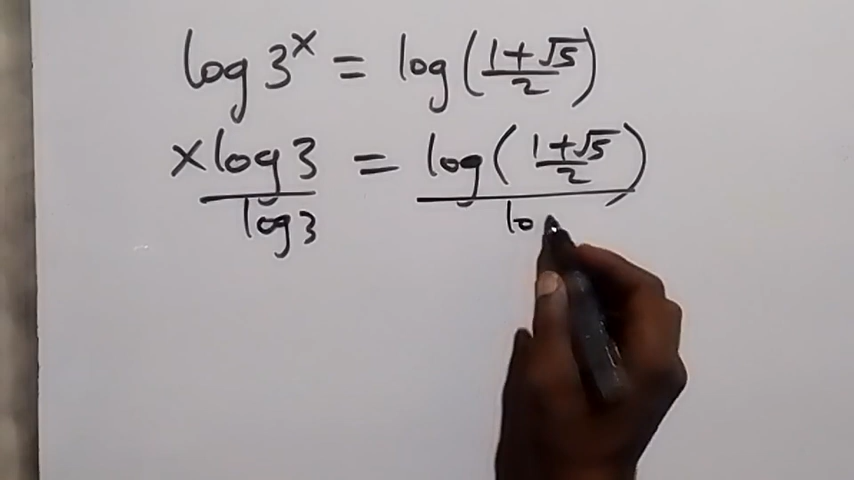 log 3^x = log((1+√5)/2)
x log 3 = log((1+√5)/2)
log 3 lo